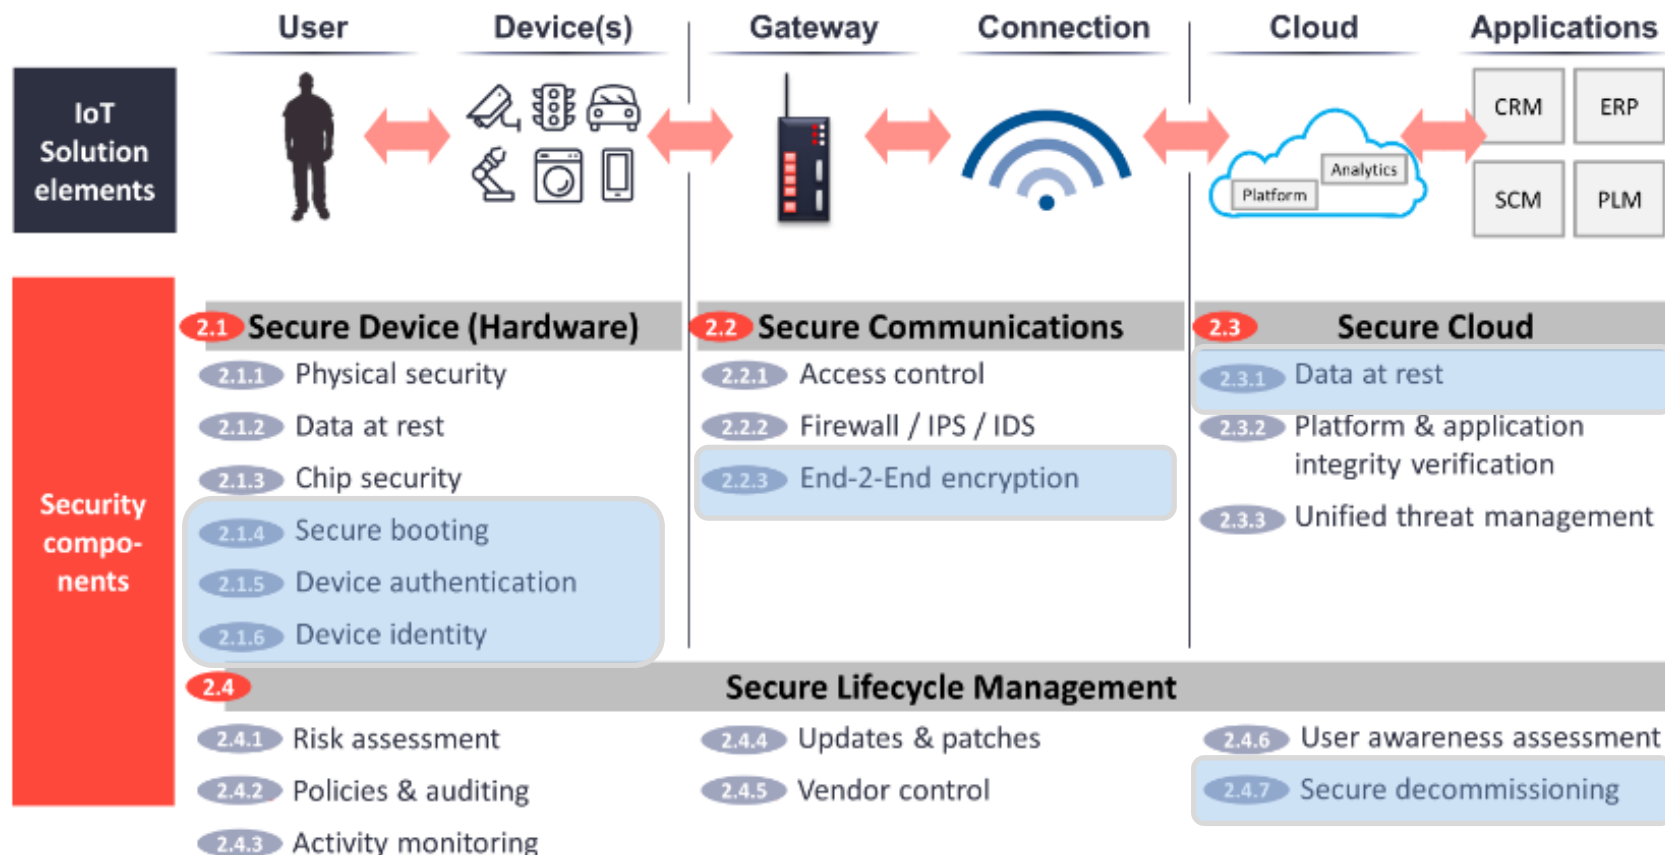 User
Device(s)
Gateway
Connection
Cloud
Applications
IoT
Solution
elements
Platform
Analytics
CRM
ERP
SCM
PLM
Security
compo-
nents
2.1 Secure Device (Hardware)
2.1.1 Physical security
2.1.2 Data at rest
2.1.3 Chip security
2.1.4 Secure booting
2.1.5 Device authentication
2.1.6 Device identity
2.2 Secure Communications
2.2.1 Access control
2.2.2 Firewall / IPS / IDS
2.2.3 End-2-End encryption
2.3 Secure Cloud
2.3.1 Data at rest
2.3.2 Platform & application
integrity verification
2.3.3 Unified threat management
2.4 Secure Lifecycle Management
2.4.1 Risk assessment
2.4.2 Policies & auditing
2.4.3 Activity monitoring
2.4.4 Updates & patches
2.4.5 Vendor control
2.4.6 User awareness assessment
2.4.7 Secure decommissioning